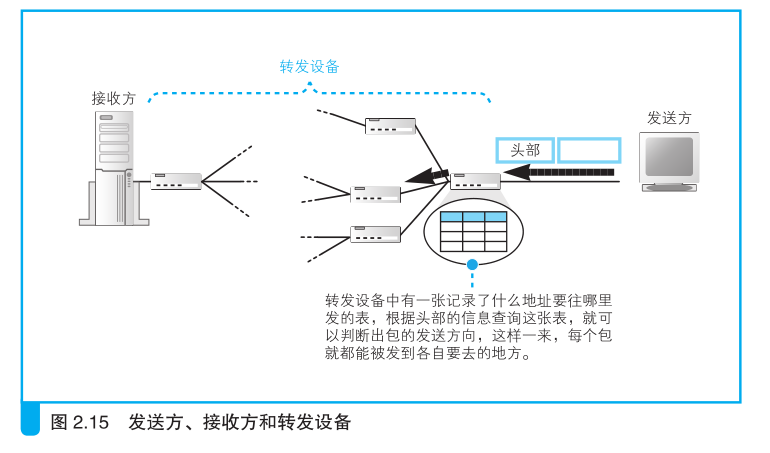 转发设备
接收方
发送方
头部
转发设备中有一张记录了什么地址要往哪里
发的表，根据头部的信息查询这张表，就可
以判断出包的发送方向，这样一来，每个包
就都能被发到各自要去的地方。
图 2.15 发送方、接收方和转发设备